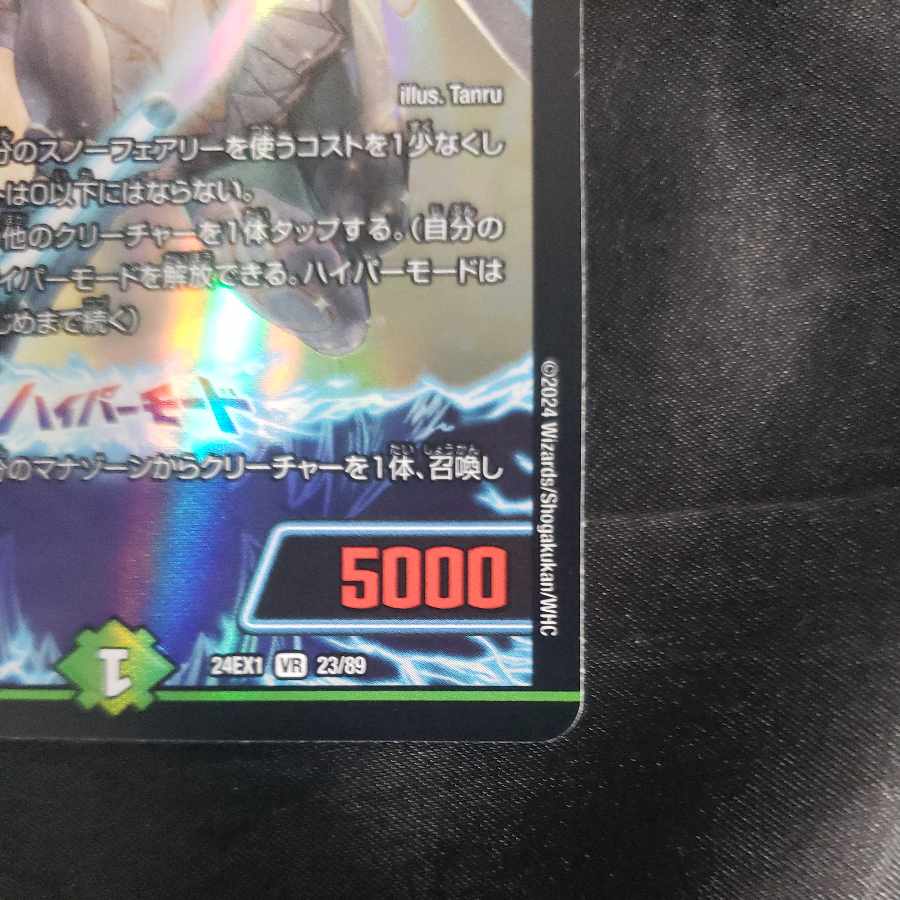 illus. Tanru
分のスノーフェアリーを使うコストを1少なくし
トは0以下にはならない。
他のクリーチャーを1体タップする。(自分の
イパーモードを解放できる。ハイパーモードは
じめまで続く)
ハイパーモード
分のマナゾーンからクリーチャーを1体、召喚し
5000
©2024 Wizards/Shogakukan/WHC
1
24EX1 VR 23/89